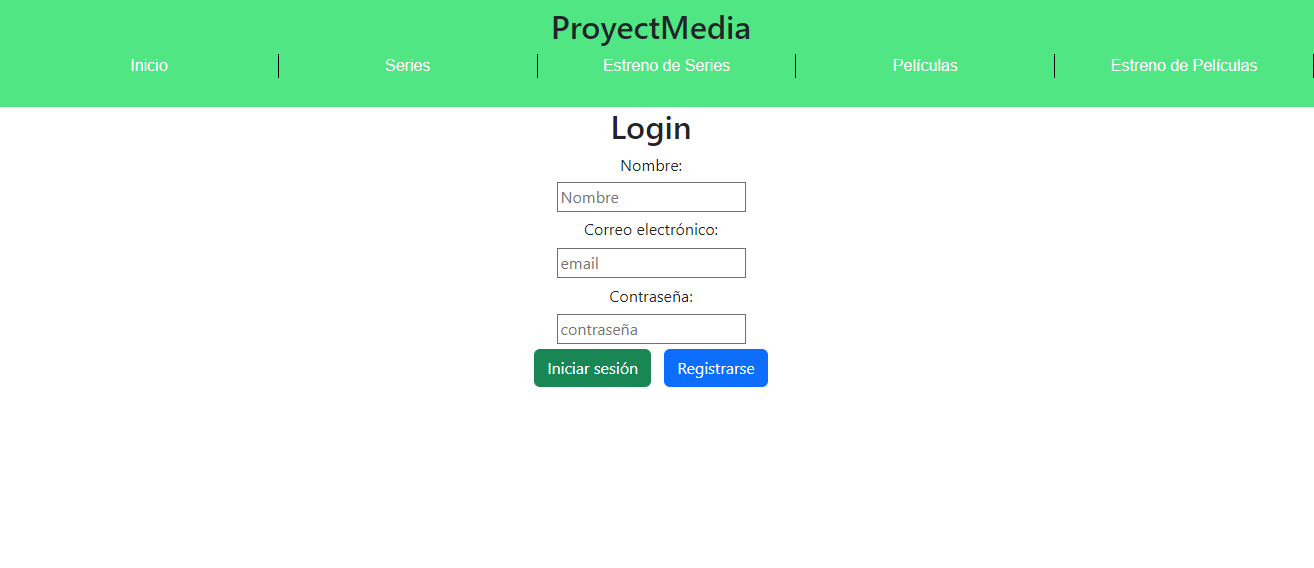 ProyectMedia
Inicio Series Estreno de Series Películas Estreno de Películas
Login
Nombre:
Nombre
Correo electrónico:
email
Contraseña:
contraseña
Iniciar sesión Registrarse